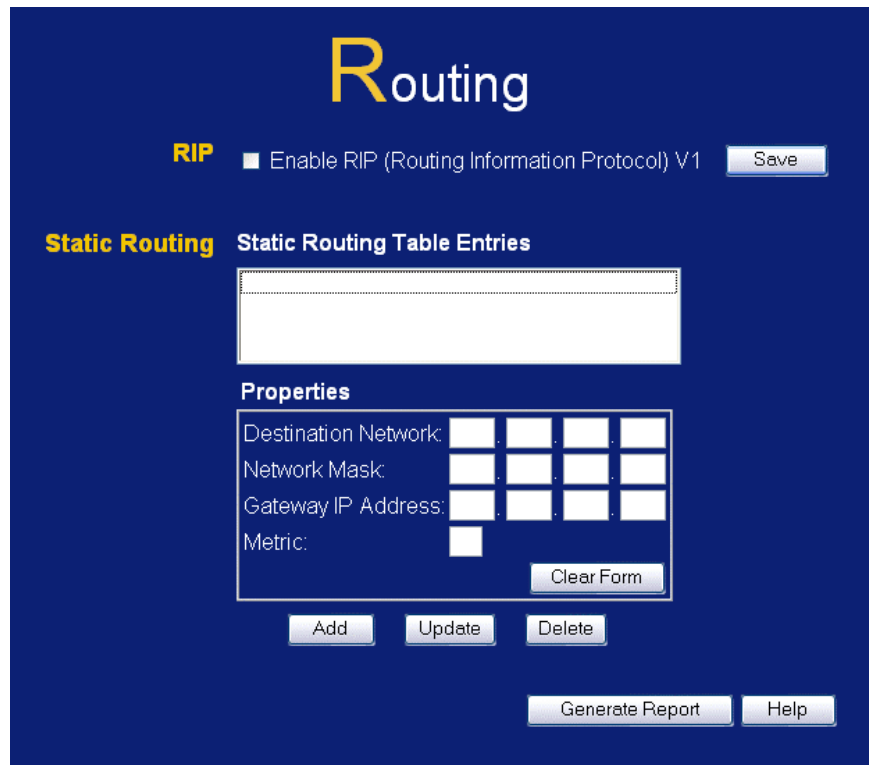 Routing
RIP Enable RIP (Routing Information Protocol) V1 Save
Static Routing Static Routing Table Entries
Properties
Destination Network: . . .
Network Mask: . . .
Gateway IP Address: . . .
Metric:
Clear Form
Add Update Delete
Generate Report Help